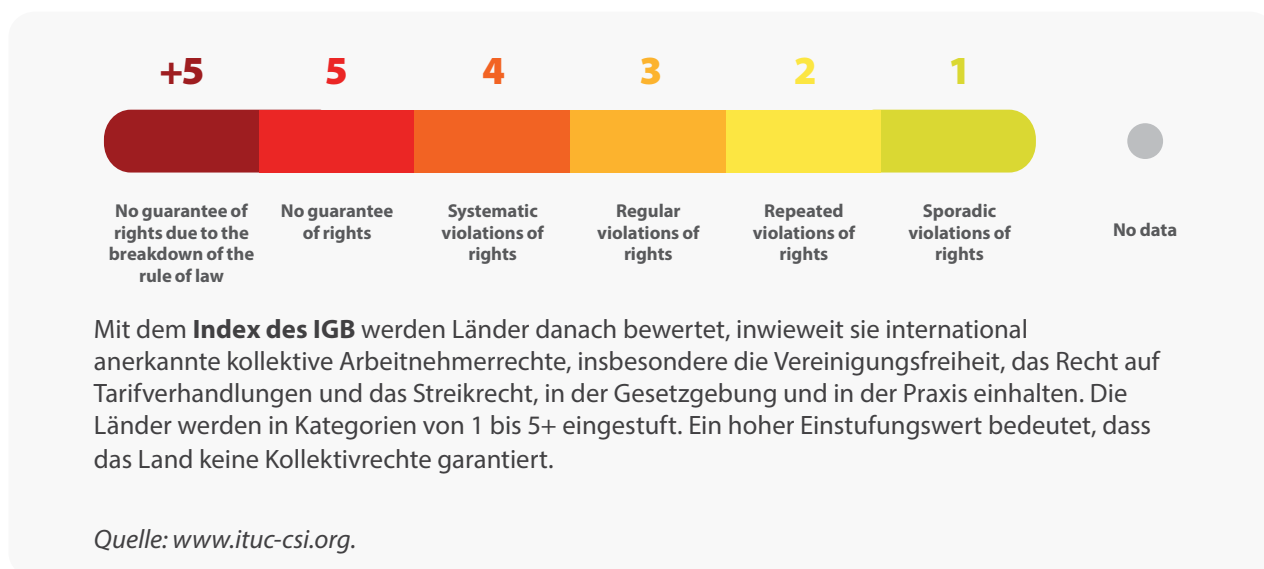 +5 5 4 3 2 1
No guarantee of
rights due to the
breakdown of the
rule of law
No guarantee
of rights
Systematic
violations of
rights
Regular
violations of
rights
Repeated
violations of
rights
Sporadic
violations of
rights
No data
Mit dem Index des IGB werden Länder danach bewertet, inwieweit sie international
anerkannte kollektive Arbeitnehmerrechte, insbesondere die Vereinigungsfreiheit, das Recht auf
Tarifverhandlungen und das Streikrecht, in der Gesetzgebung und in der Praxis einhalten. Die
Länder werden in Kategorien von 1 bis 5+ eingestuft. Ein hoher Einstufungswert bedeutet, dass
das Land keine Kollektivrechte garantiert.
Quelle: www.ituc-csi.org.